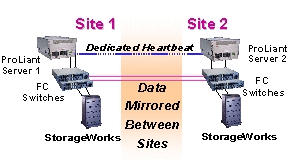 Site 1
Site 2
Dedicated Heartbeat
ProLiant
Server 1
ProLiant
Server 2
FC
Switches
FC
Switches
Data
Mirrored
Between
Sites
StorageWorks
StorageWorks